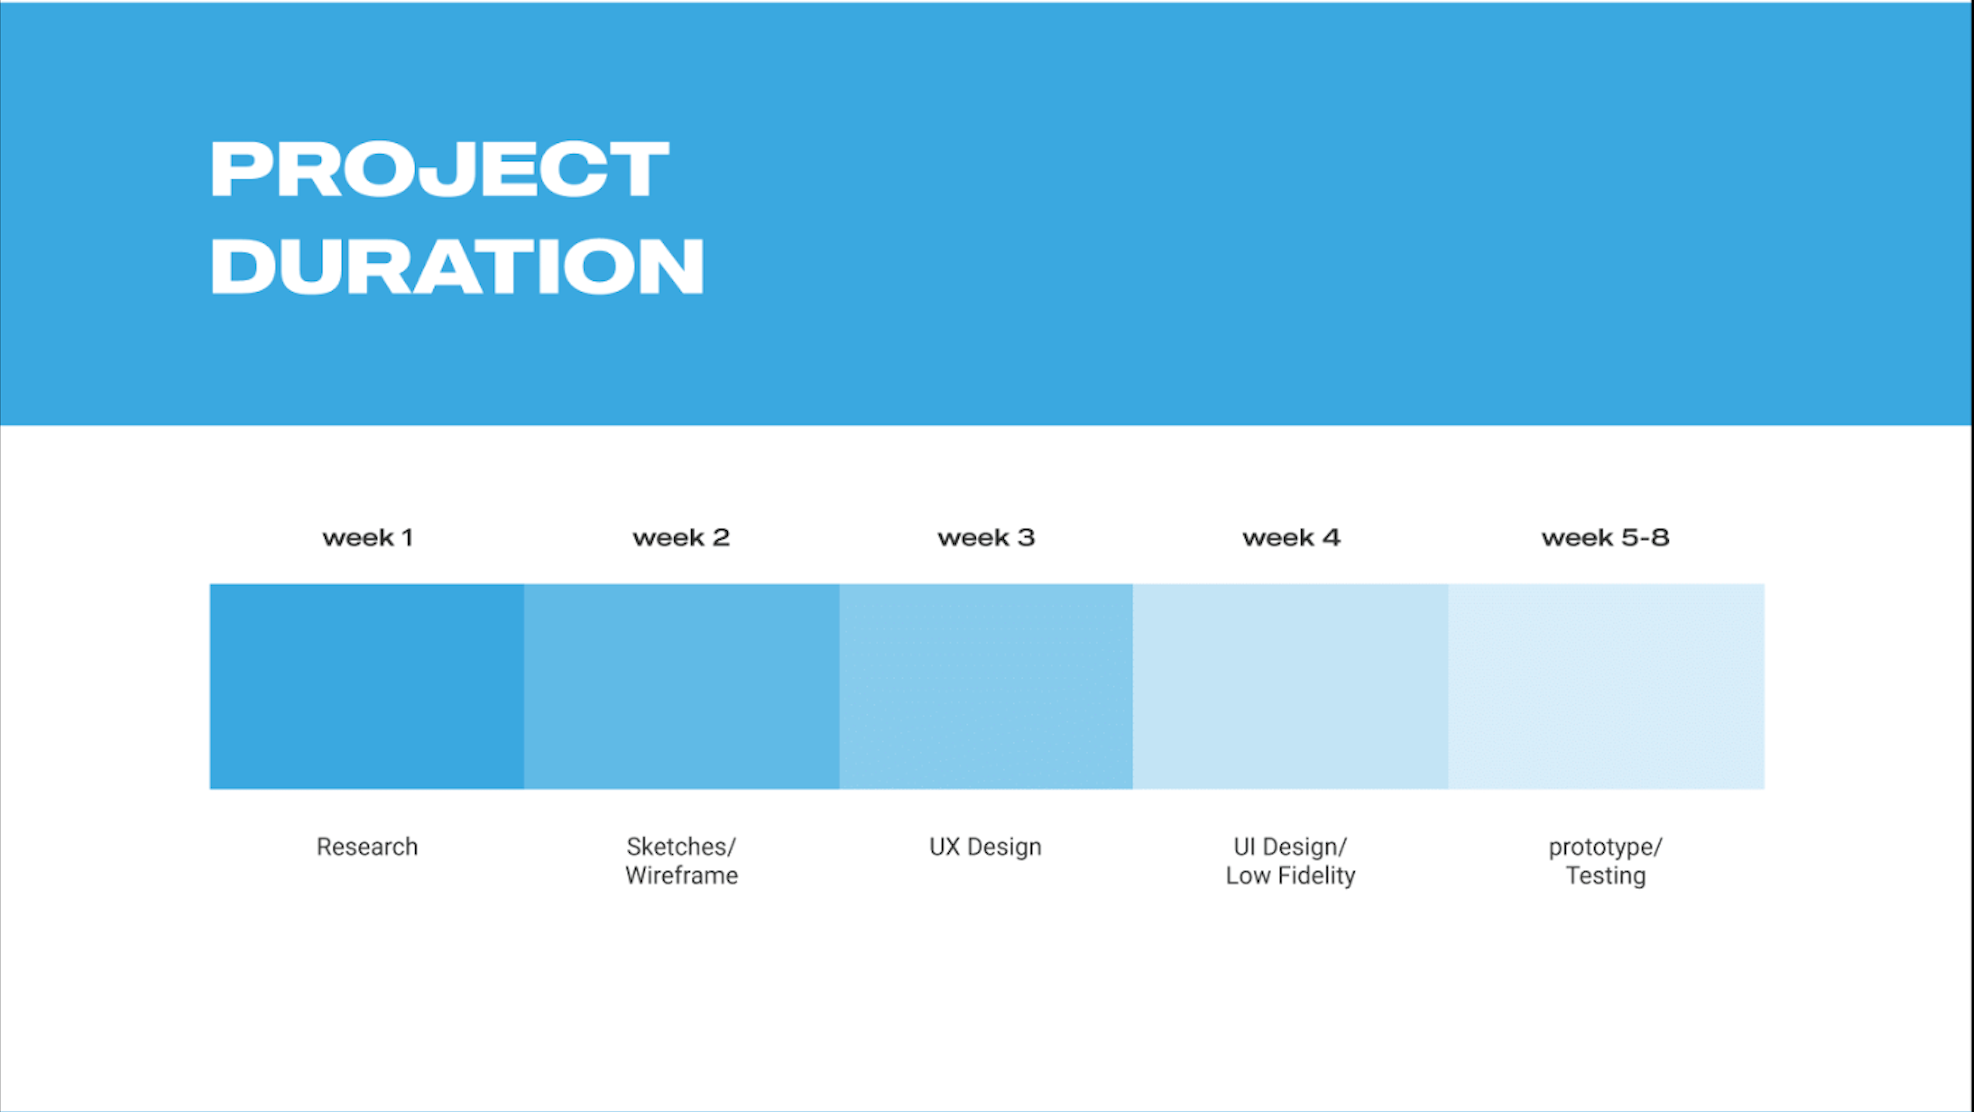 PROJECT
DURATION
week 1
week 2
week 3
week 4
week 5-8
Research
Sketches/
Wireframe
UX Design
UI Design/
Low Fidelity
prototype/
Testing